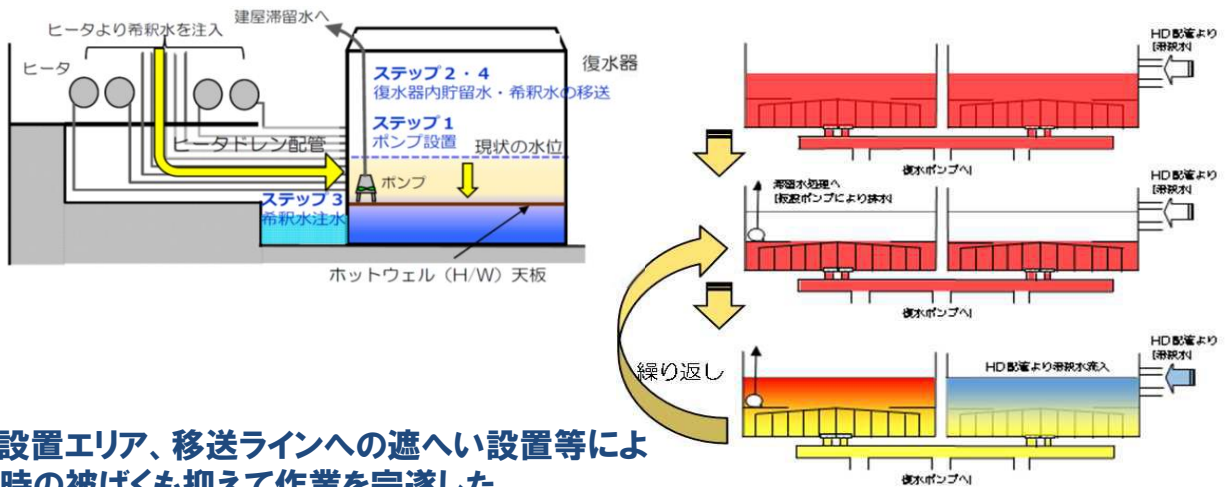 建屋滞留水へ
ヒータより希釈水を注入
ヒータ
復水器
ステップ2・4
復水器内貯留水・希釈水の移送
ステップ1
ポンプ設置
現状の水位
ヒータドレン配管
ポンプ
ステップ3
希釈水注水
ホットウェル(H/W)天板
HD配管より
[希釈水]
復水ポンプへ]
滞留水処理へ
[仮設ポンプにより排水]
HD配管より
[希釈水]
復水ポンプへ]
繰り返し
HD配管より希釈水流入
HD配管より
[希釈水]
復水ポンプへ]
設置エリア、移送ラインへの遮へい設置等によ
時の被ばくも抑えて作業を完遂した